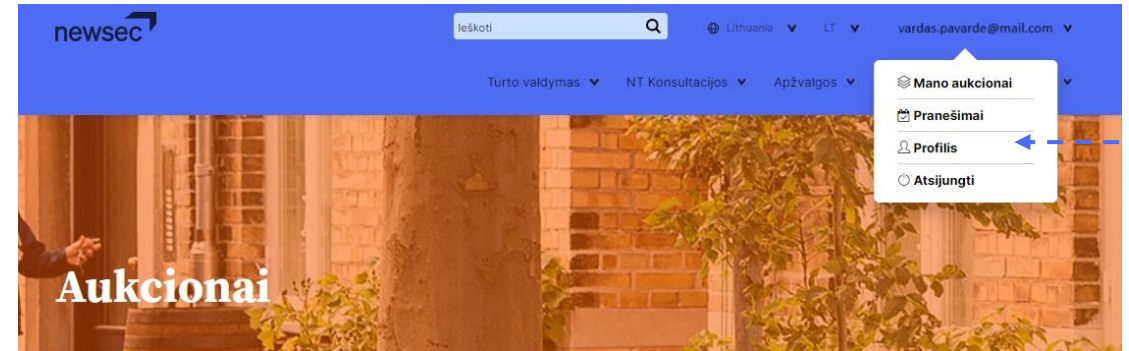 newsec
Ieškoti
Lithuania
LT
vardas.pavarde@mail.com
Turto valdymas
NT Konsultacijos
Apžvalgos
Mano aukcionai
Pranešimai
Profilis
Atsijungti
Aukcionai